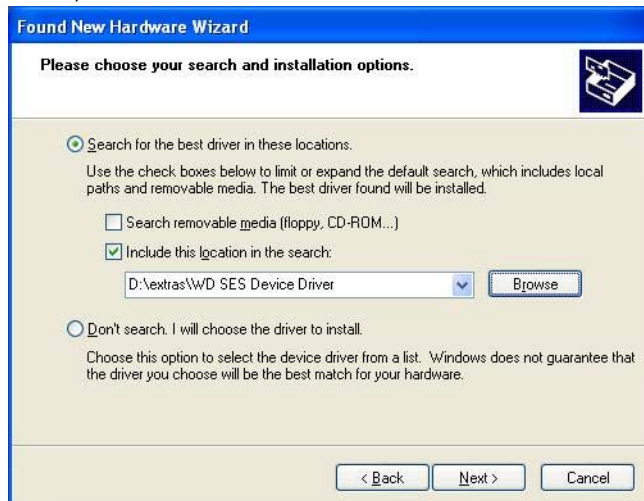 Found New Hardware Wizard
Please choose your search and installation options.
Search for the best driver in these locations.
Use the check boxes below to limit or expand the default search, which includes local
paths and removable media. The best driver found will be installed.
Search removable media (floppy, CD-ROM...)
Include this location in the search:
D:\extras\WD SES Device Driver
Browse
Don't search. I will choose the driver to install.
Choose this option to select the device driver from a list. Windows does not guarantee that
the driver you choose will be the best match for your hardware.
< Back Next > Cancel